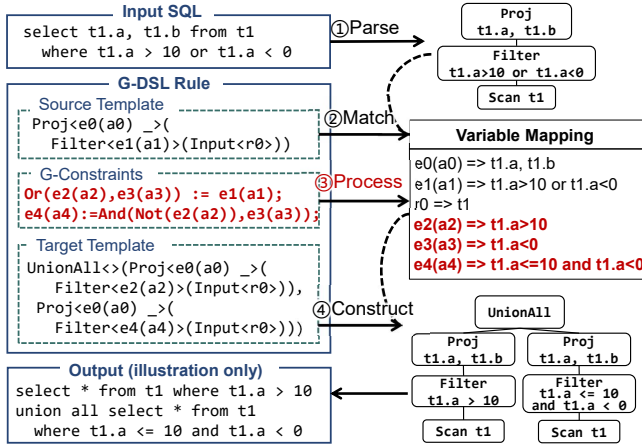 Input SQL
select t1.a, t1.b from t1
where t1.a > 10 or t1.a < 0
①Parse
Proj
t1.a, t1.b
Filter
t1.a>10 or t1.a<0
Scan t1
G-DSL Rule
Source Template
Proj<e0(a0) _>(
Filter<e1(a1)>(Input<r0>))
②Match
G-Constraints
Or(e2(a2),e3(a3)) := e1(a1);
e4(a4):=And(Not(e2(a2)),e3(a3));
③Process
Target Template
UnionAll<>(Proj<e0(a0) _>(
Filter<e2(a2)>(Input<r0>)),
Proj<e0(a0) _>(
Filter<e4(a4)>(Input<r0>)))
④Construct
Variable Mapping
e0(a0) => t1.a, t1.b
e1(a1) => t1.a>10 or t1.a<0
r0 => t1
e2(a2) => t1.a>10
e3(a3) => t1.a<0
e4(a4) => t1.a<=10 and t1.a<0
UnionAll
Proj
t1.a, t1.b
Filter
t1.a > 10
Scan t1
Proj
t1.a, t1.b
Filter
t1.a <= 10
and t1.a < 0
Scan t1
Output (illustration only)
select * from t1 where t1.a > 10
union all select * from t1
where t1.a <= 10 and t1.a < 0